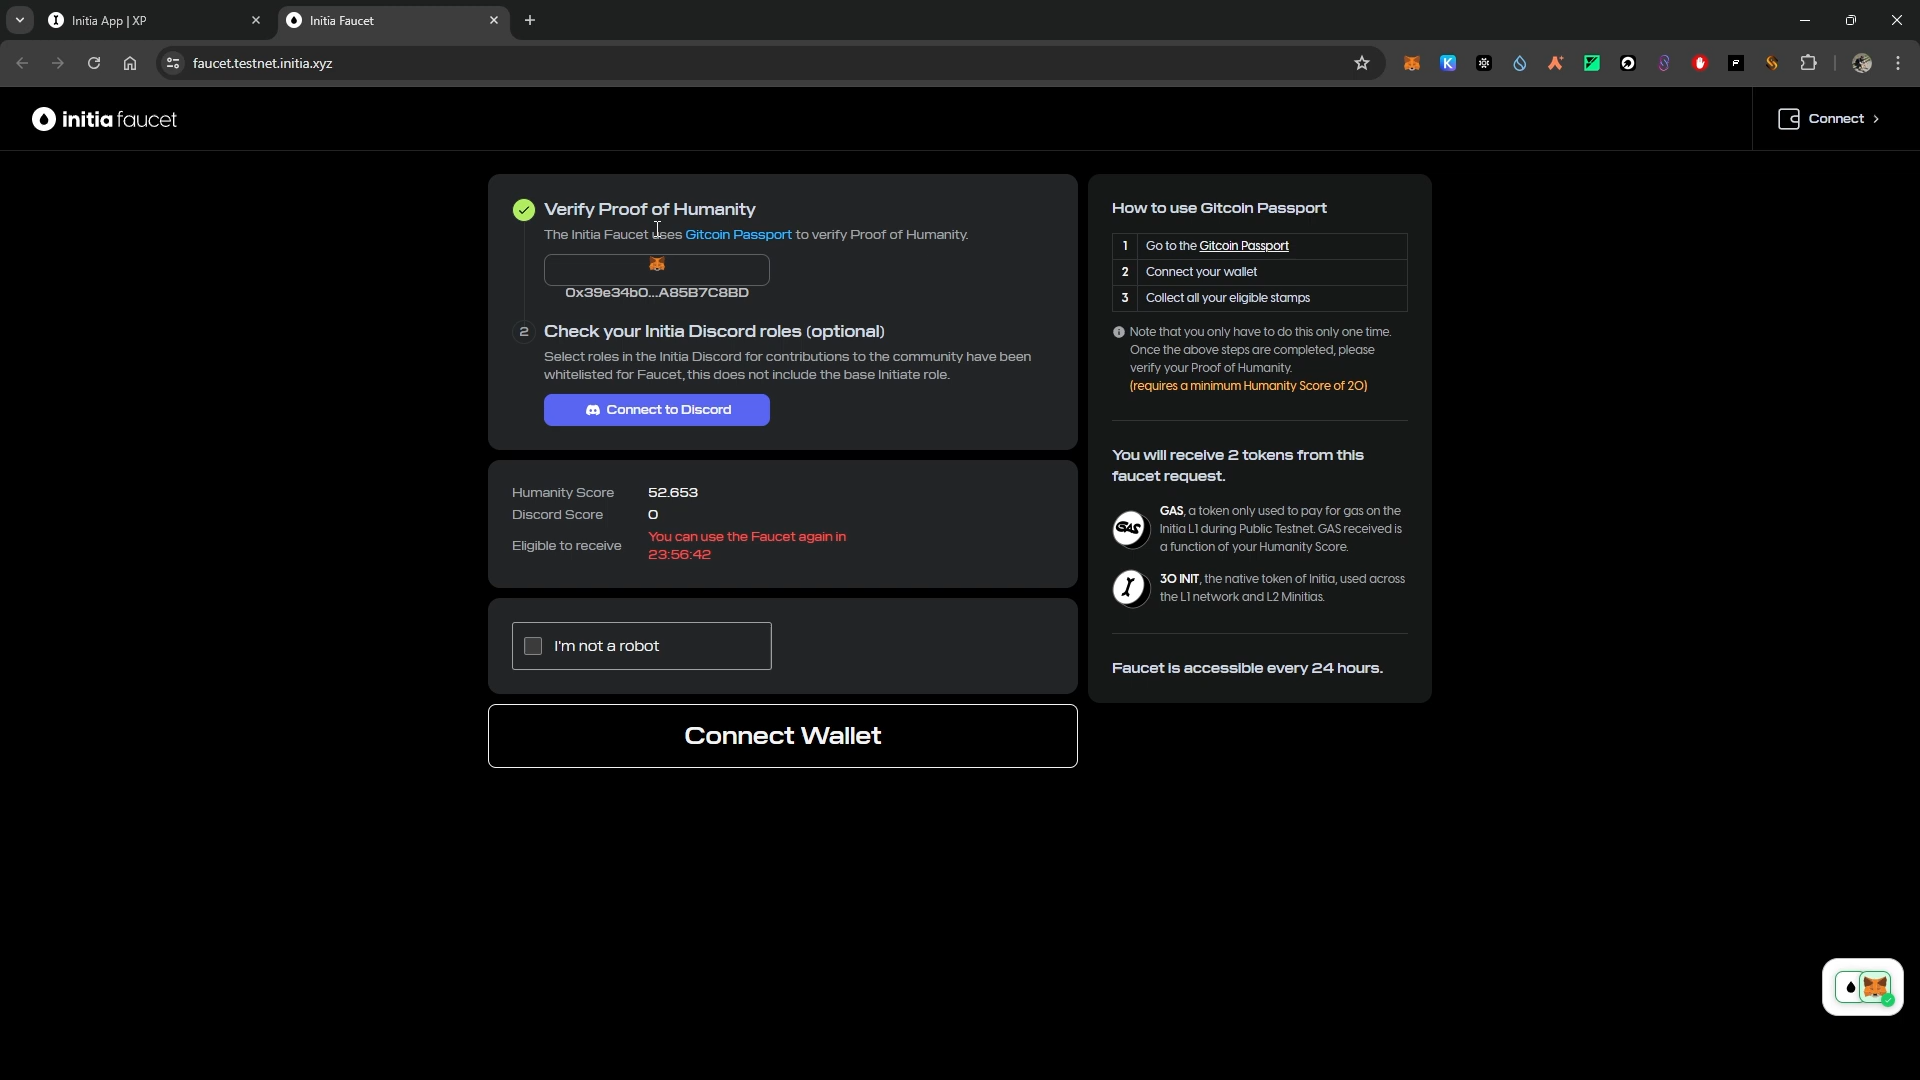 Initia App | XP
Initia Faucet
faucet.testnet.initia.xyz
initia faucet
Connect
Verify Proof of Humanity
The Initia Faucet uses Gitcoin Passport to verify Proof of Humanity.
0x39e34b0...A85B7C8BD
2 Check your Initia Discord roles (optional)
Select roles in the Initia Discord for contributions to the community have been
whitelisted for Faucet, this does not include the base Initiate role.
Connect to Discord
Humanity Score 52.653
Discord Score 0
Eligible to receive You can use the Faucet again in
23:56:42
I'm not a robot
Connect Wallet
How to use Gitcoin Passport
1 Go to the Gitcoin Passport
2 Connect your wallet
3 Collect all your eligible stamps
Note that you only have to do this only one time.
Once the above steps are completed, please
verify your Proof of Humanity.
(requires a minimum Humanity Score of 20)
You will receive 2 tokens from this
faucet request.
GAS
GAS, a token only used to pay for gas on the
Initia L1 during Public Testnet. GAS received is
a function of your Humanity Score.
30 INIT, the native token of Initia, used across
the L1 network and L2 Minitias.
Faucet is accessible every 24 hours.